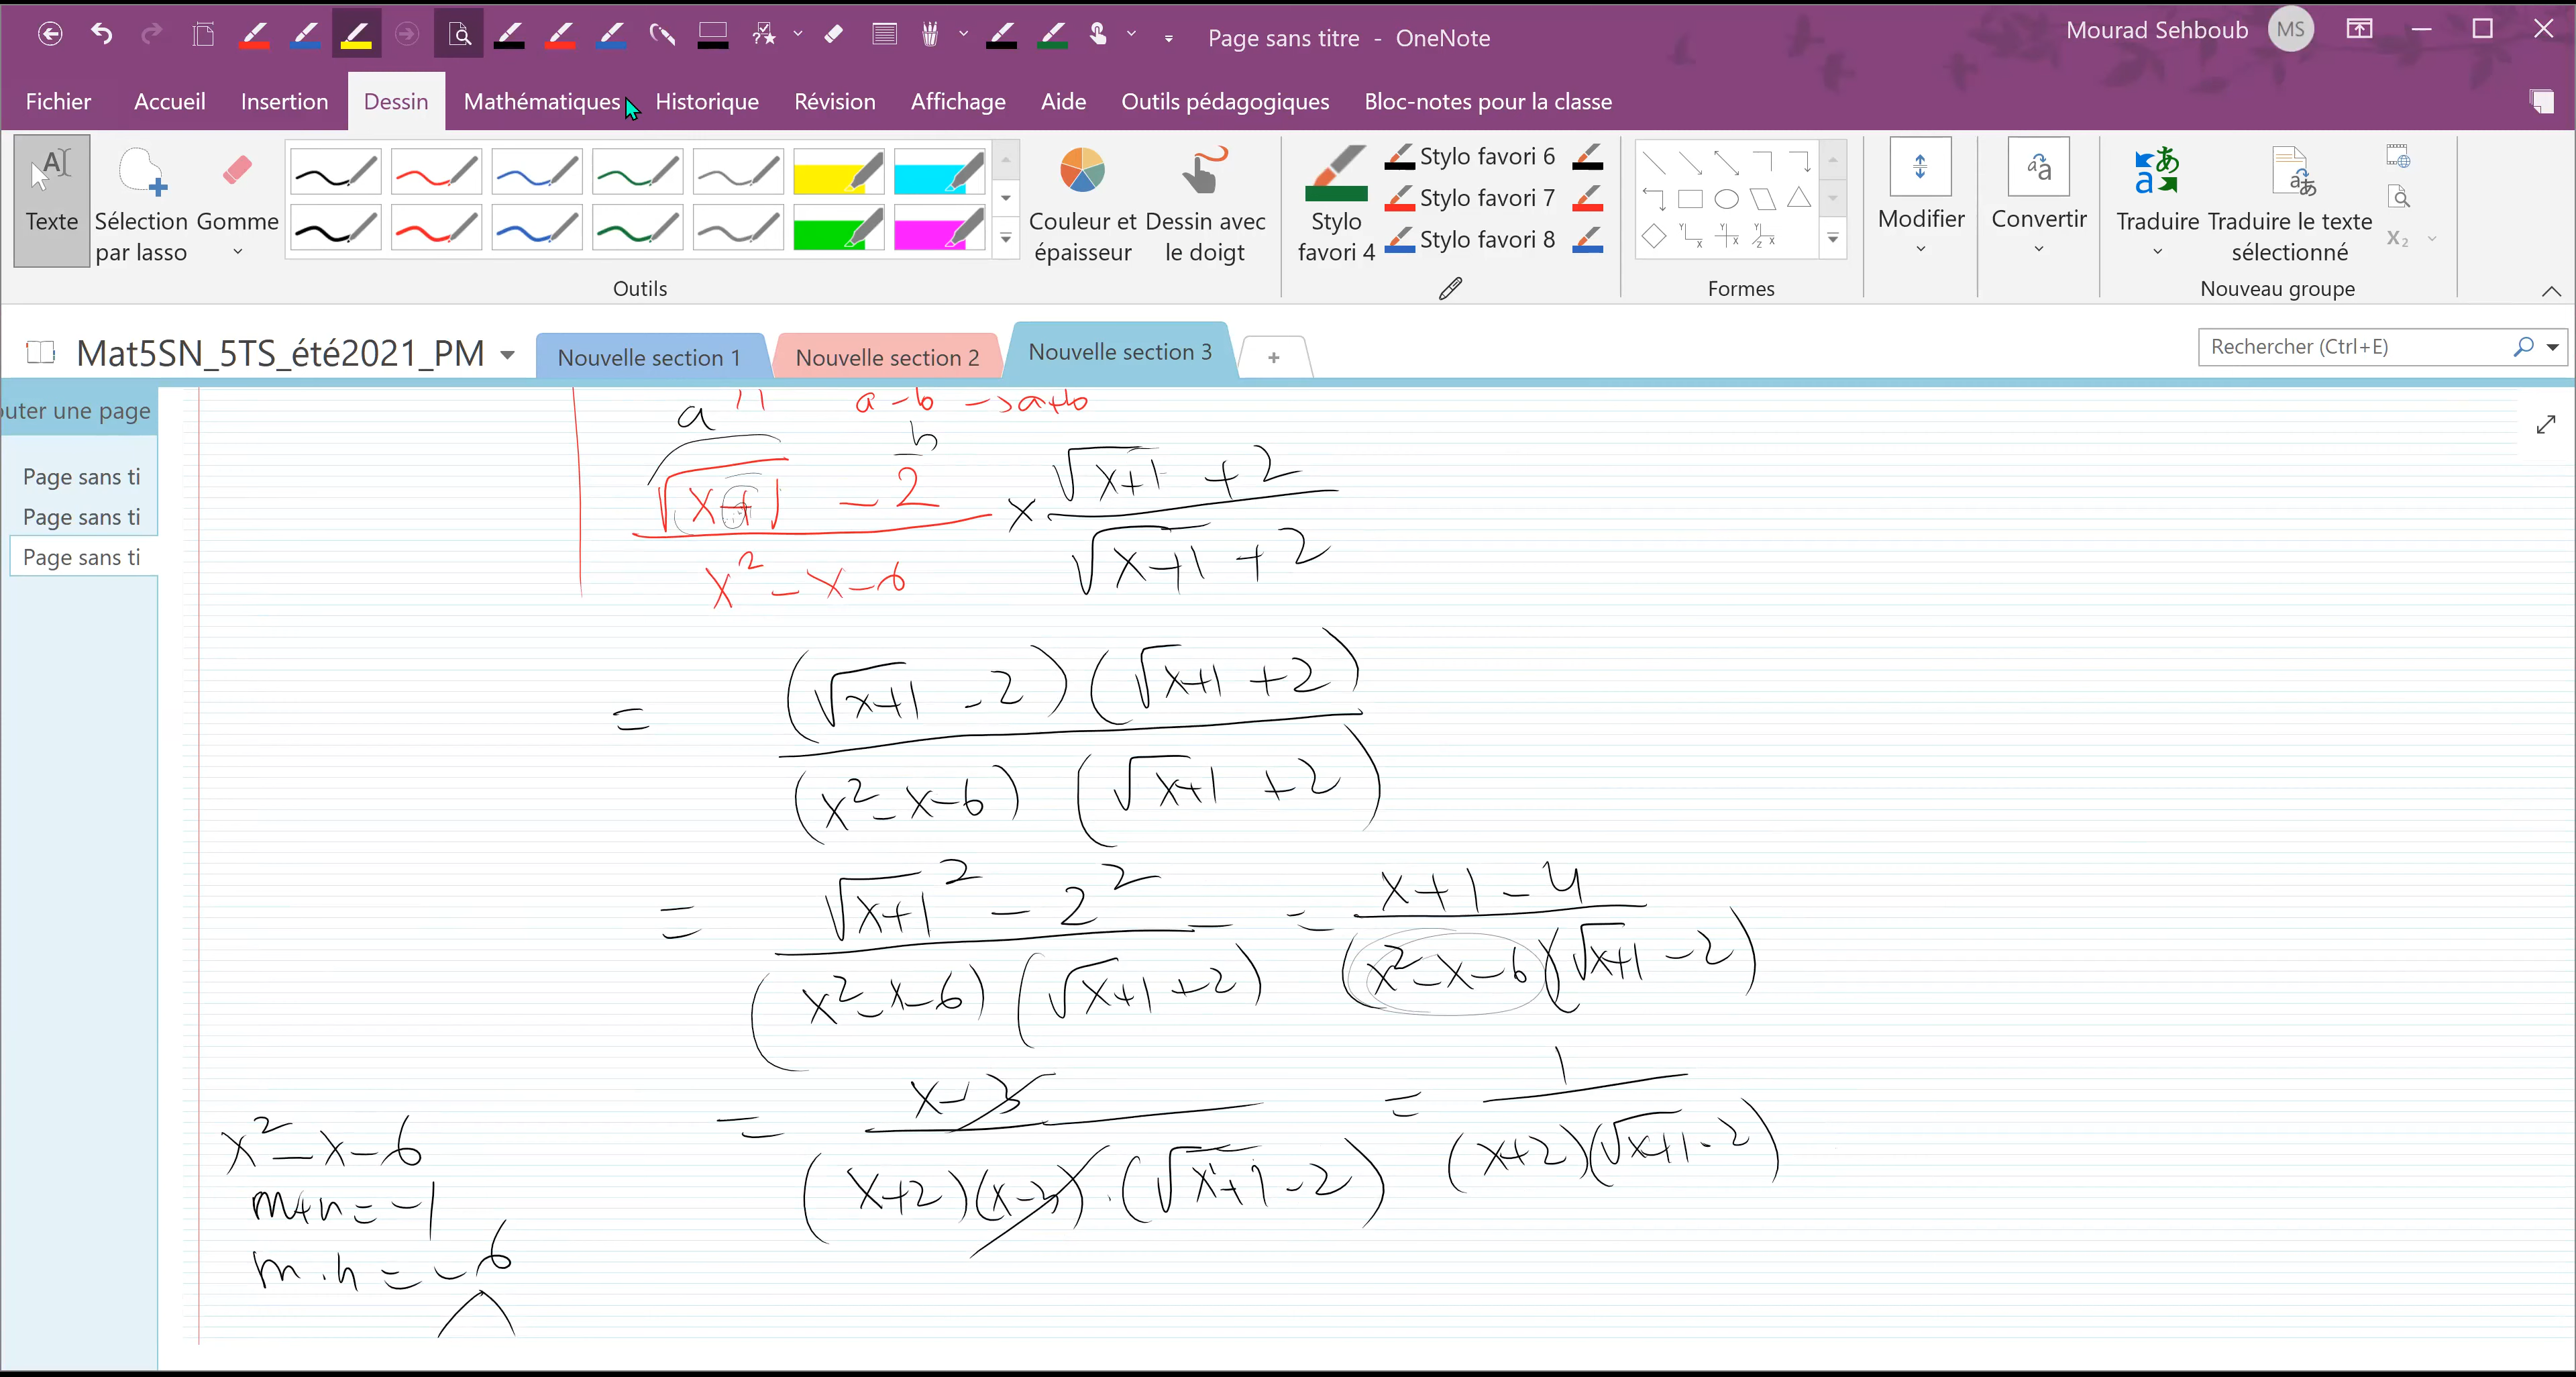 Page sans titre - OneNote
Mourad Sehboub MS
Fichier Accueil Insertion Dessin Mathématiques Historique Révision Affichage Aide Outils pédagogiques Bloc-notes pour la classe
Texte
Sélection par lasso
Gomme
Couleur et épaisseur
Dessin avec le doigt
Stylo favori 4
Stylo favori 6
Stylo favori 7
Stylo favori 8
Modifier
Convertir
Traduire
Traduire le texte sélectionné
Outils
Formes
Nouveau groupe
Mat5SN_5TS_été2021_PM
Nouvelle section 1
Nouvelle section 2
Nouvelle section 3
+
Rechercher (Ctrl+E)
outer une page
Page sans ti
Page sans ti
Page sans ti
a a-b → a+b
b
√(x+1) - 2 × √(x+1) + 2
x² - x - 6 √(x+1) + 2
= (√(x+1) - 2)(√(x+1) + 2)
(x² - x - 6)(√(x+1) + 2)
= √(x+1)² - 2² = x+1-4
(x² - x - 6)(√(x+1) + 2) (x² - x - 6)(√(x+1) - 2)
= x-3 = 1
(x+2)(x-3)·(√(x+1) - 2) (x+2)(√(x+1) - 2)
x² - x - 6
m+n = -1
m·n = -6